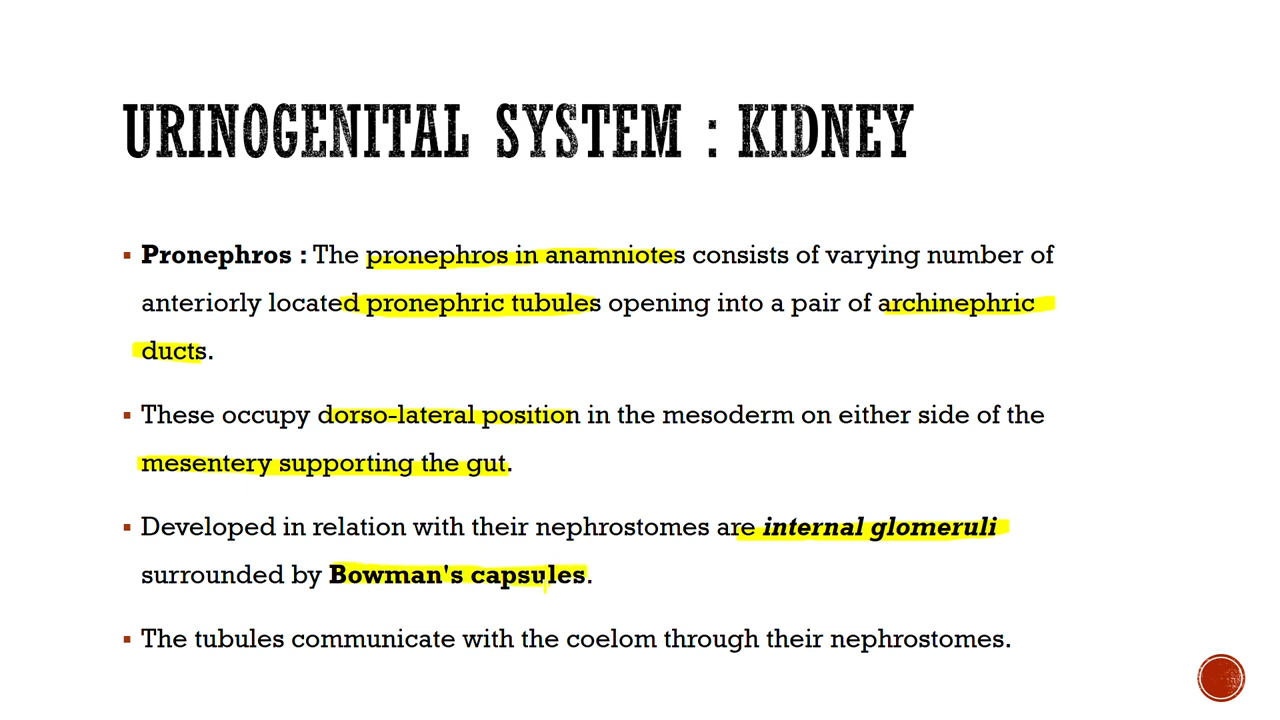 URINOGENITAL SYSTEM : KIDNEY
▪ Pronephros : The pronephros in anamniotes consists of varying number of
anteriorly located pronephric tubules opening into a pair of archinephric
ducts.
▪ These occupy dorso-lateral position in the mesoderm on either side of the
mesentery supporting the gut.
▪ Developed in relation with their nephrostomes are internal glomeruli
surrounded by Bowman's capsules.
▪ The tubules communicate with the coelom through their nephrostomes.